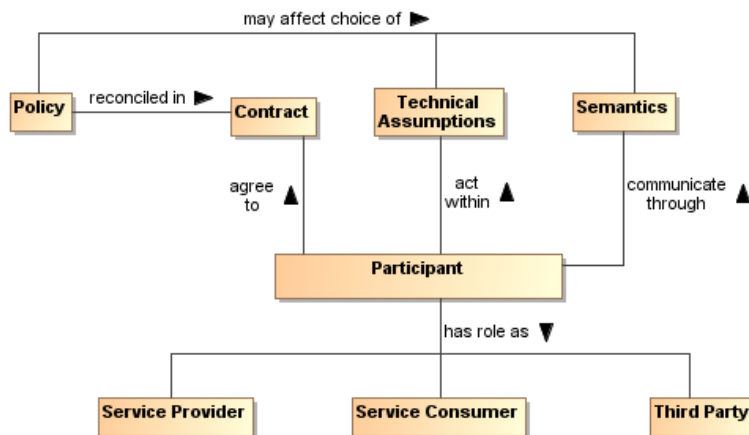 may affect choice of
Policy
reconciled in
Contract
Technical
Assumptions
Semantics
agree
to
act
within
communicate
through
Participant
has role as
Service Provider
Service Consumer
Third Party